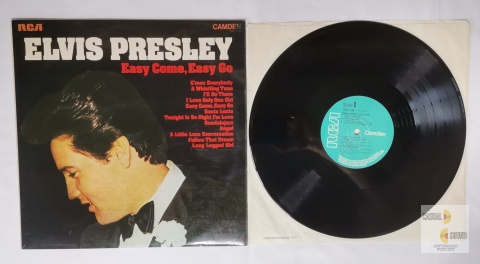 RCA
CAMDEN
ELVIS PRESLEY
Easy Come, Easy Go
C'mon Everybody
A Whistling Tune
I'll Be There
I Love Only One Girl
Easy Come, Easy Go
Santa Lucia
Tonight Is So Right For Love
Guadalajara
Angel
A Little Less Conversation
Follow That Dream
Long Legged Girl
RCA
Camden
CASUAL